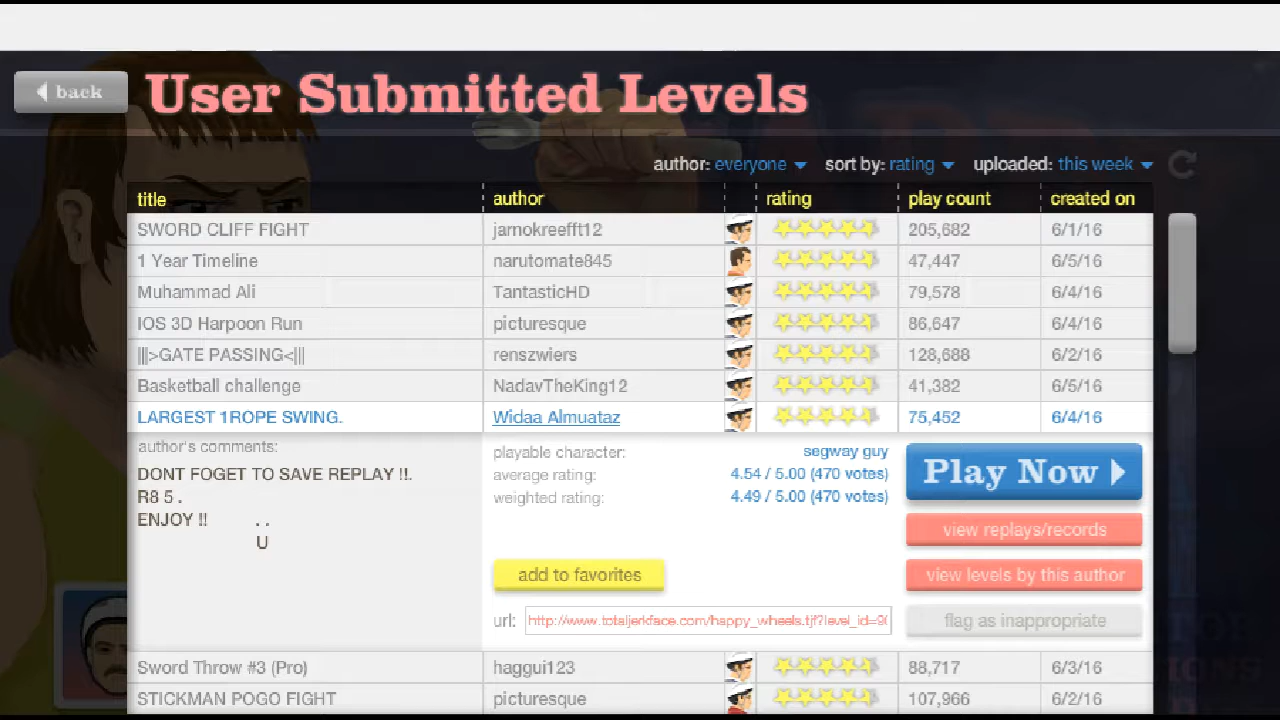 back User Submitted Levels
author: everyone sort by: rating uploaded: this week
title author rating play count created on
SWORD CLIFF FIGHT jarnokreefft12 205,682 6/1/16
1 Year Timeline narutomate845 47,447 6/5/16
Muhammad Ali TantasticHD 79,578 6/4/16
IOS 3D Harpoon Run picturesque 86,647 6/4/16
|||>GATE PASSING<||| renszwiers 128,688 6/2/16
Basketball challenge NadavTheKing12 41,382 6/5/16
LARGEST 1ROPE SWING. Widaa Almuataz 75,452 6/4/16
author's comments:
DONT FOGET TO SAVE REPLAY !!.
R8 5 .
ENJOY !! . .
U
playable character: segway guy
average rating: 4.54 / 5.00 (470 votes)
weighted rating: 4.49 / 5.00 (470 votes)
add to favorites
url: http://www.totaljerkface.com/happy_wheels.tjf?level_id=9
Play Now
view replays/records
view levels by this author
flag as inappropriate
Sword Throw #3 (Pro) haggui123 88,717 6/3/16
STICKMAN POGO FIGHT picturesque 107,966 6/2/16